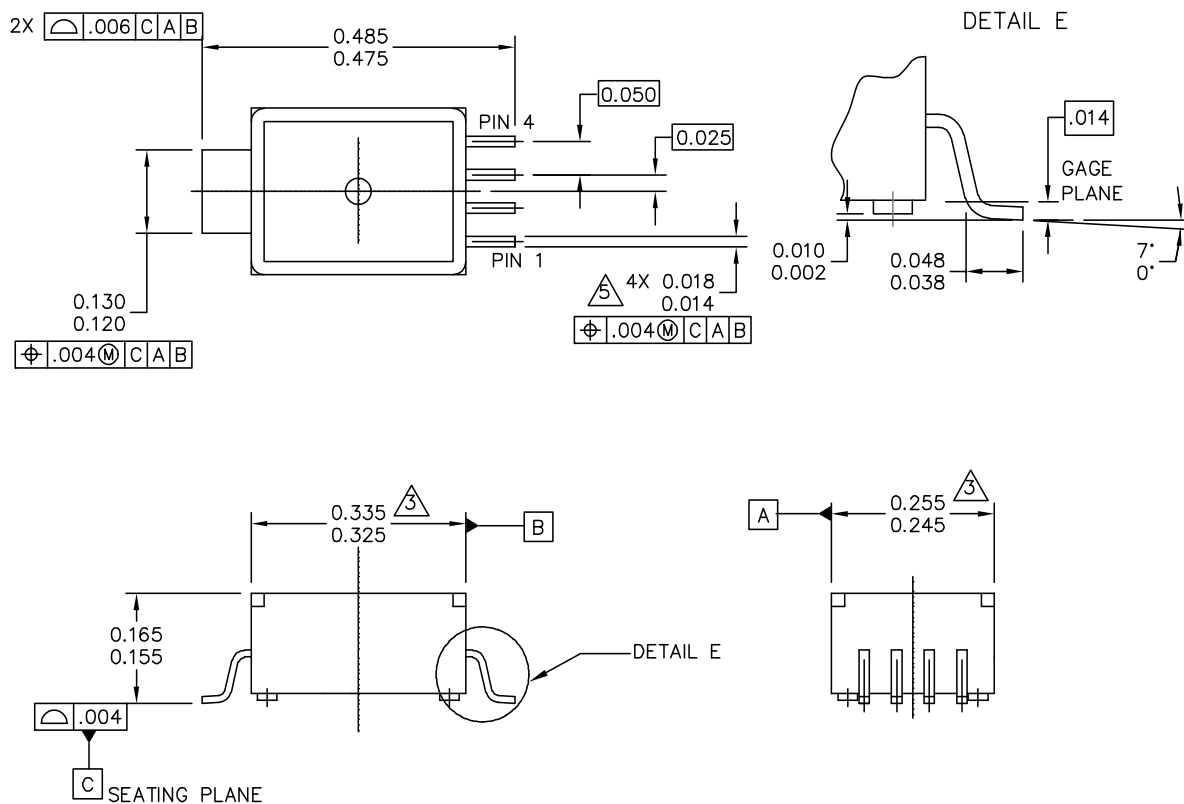 2X ⌓ .006 C A B
0.485
0.475
DETAIL E
0.050
PIN 4
0.025
.014
GAGE
PLANE
PIN 1
0.010
0.002
0.048
0.038
7°
0°
5 4X 0.018
0.014
⌖ .004 Ⓜ C A B
0.130
0.120
⌖ .004 Ⓜ C A B
0.335 3
0.325
B
A
0.255 3
0.245
0.165
0.155
DETAIL E
⌓ .004
C SEATING PLANE